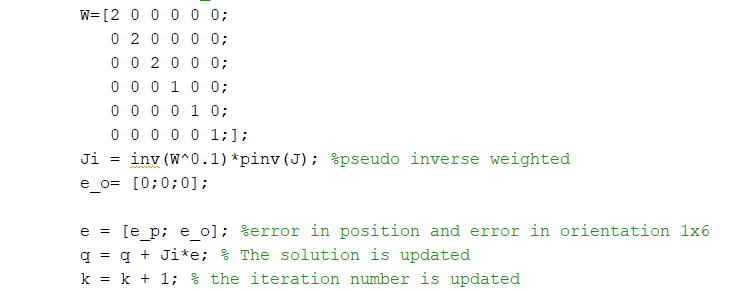 W=[2 0 0 0 0 0;
0 2 0 0 0 0;
0 0 2 0 0 0;
0 0 0 1 0 0;
0 0 0 0 1 0;
0 0 0 0 0 1;];
Ji = inv(W^0.1)*pinv(J); %pseudo inverse weighted
e_o= [0;0;0];
e = [e_p; e_o]; %error in position and error in orientation 1x6
q = q + Ji*e; % The solution is updated
k = k + 1; % the iteration number is updated